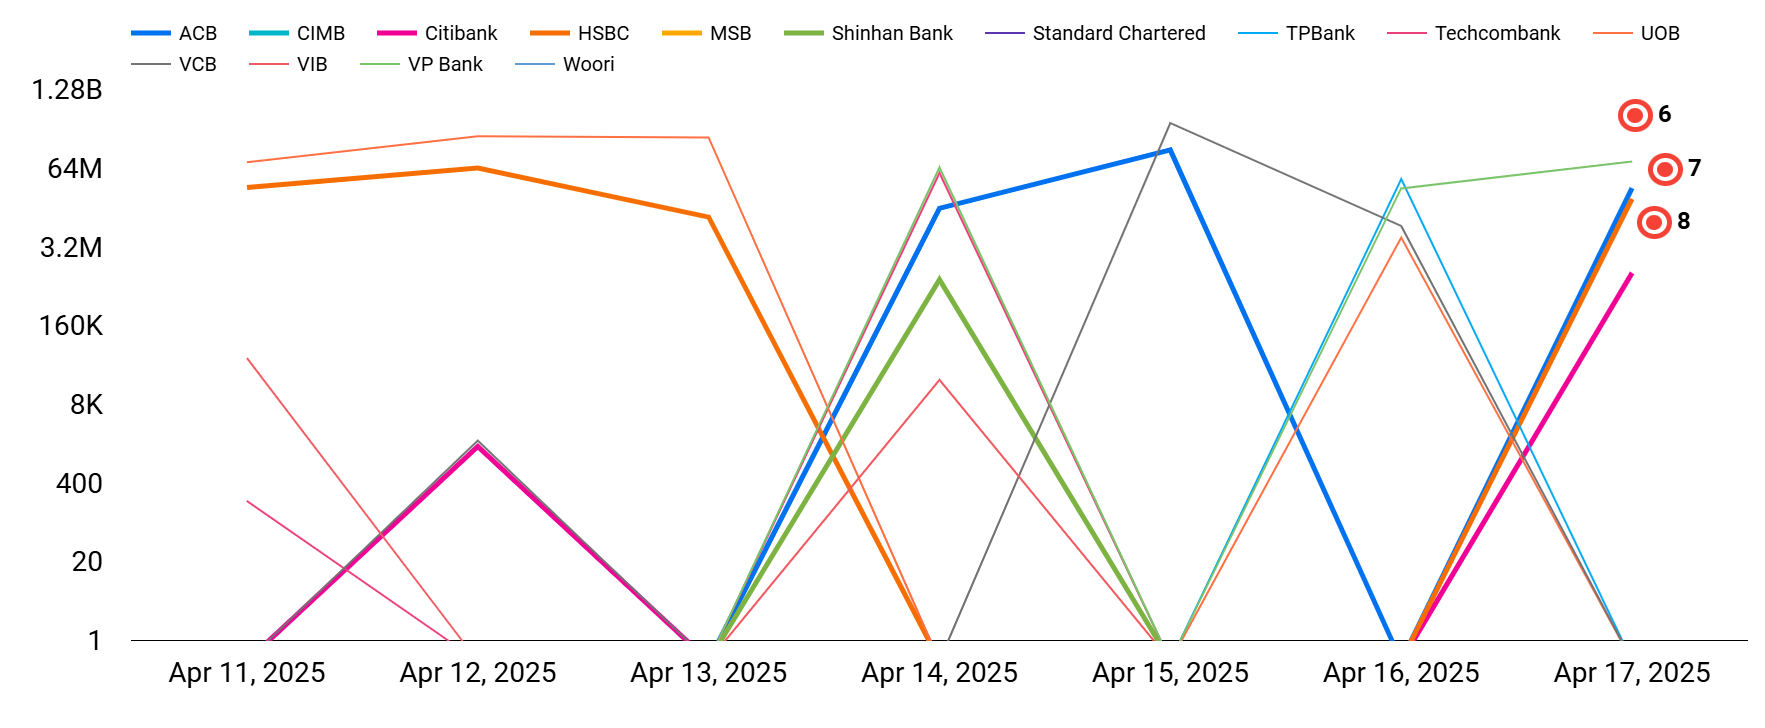 ACB CIMB Citibank HSBC MSB Shinhan Bank Standard Chartered TPBank Techcombank UOB
VCB VIB VP Bank Woori
1.28B
6
64M
7
8
3.2M
160K
8K
400
20
1
Apr 11, 2025 Apr 12, 2025 Apr 13, 2025 Apr 14, 2025 Apr 15, 2025 Apr 16, 2025 Apr 17, 2025